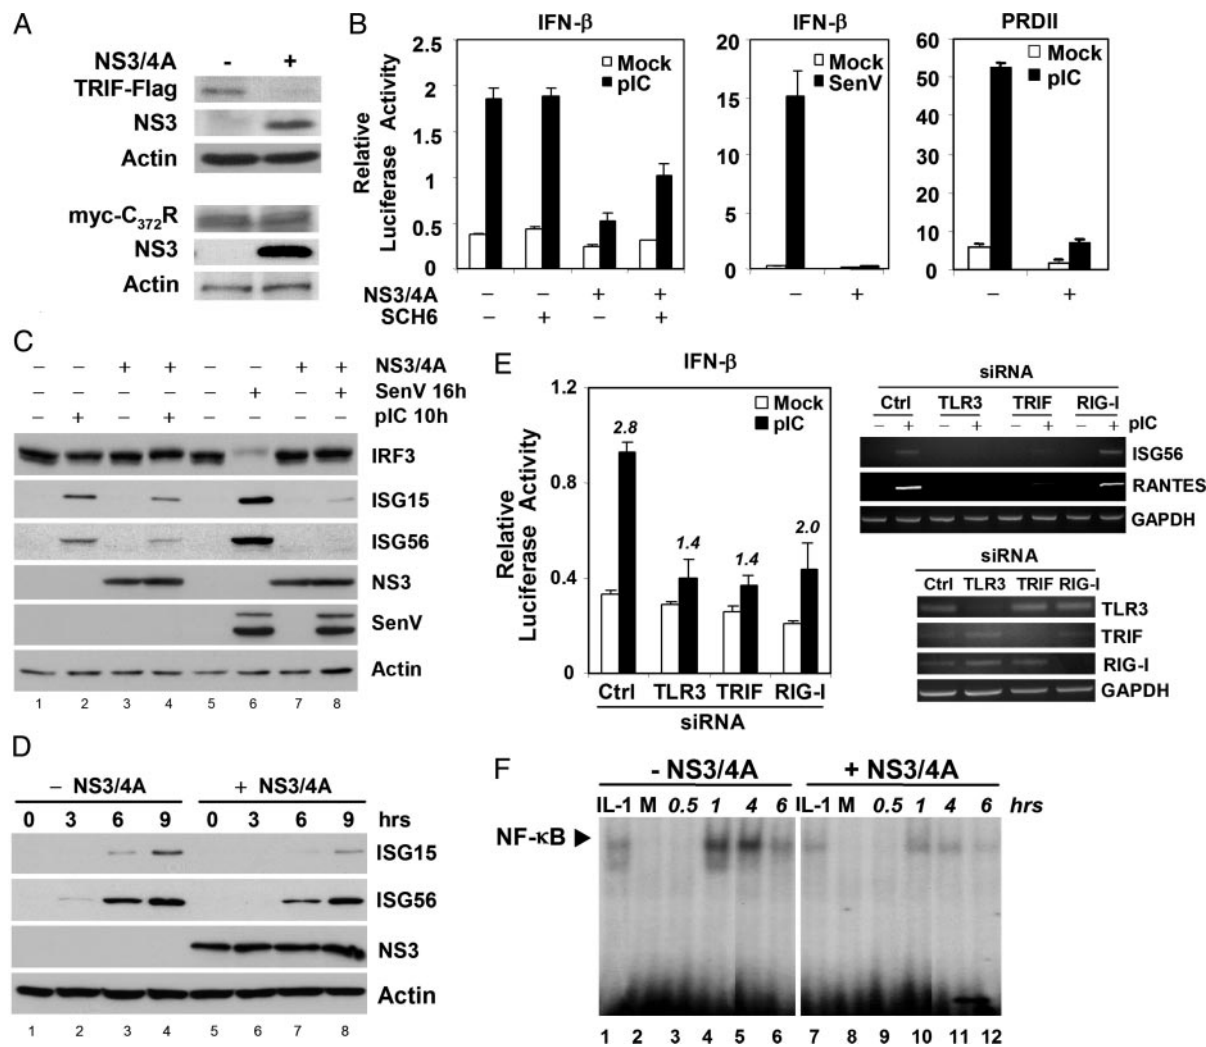 A
NS3/4A - +
TRIF-Flag
NS3
Actin
myc-C372R
NS3
Actin
B
IFN-β
2.5
2
1.5
1
0.5
0
Relative
Luciferase Activity
Mock
pIC
NS3/4A – – + +
SCH6 – + – +
IFN-β
20
15
10
5
0
Mock
SenV
– +
PRDII
60
50
40
30
20
10
0
Mock
pIC
– +
C
– – + + – – + + NS3/4A
– – – – – + – + SenV 16h
– + – + – – – – pIC 10h
IRF3
ISG15
ISG56
NS3
SenV
Actin
1 2 3 4 5 6 7 8
D
– NS3/4A + NS3/4A
0 3 6 9 0 3 6 9 hrs
ISG15
ISG56
NS3
Actin
1 2 3 4 5 6 7 8
E
IFN-β
1.2
0.8
0.4
0
Relative
Luciferase Activity
Mock
pIC
2.8
1.4
1.4
2.0
Ctrl TLR3 TRIF RIG-I
siRNA
siRNA
Ctrl TLR3 TRIF RIG-I
– + – + – + – + pIC
ISG56
RANTES
GAPDH
siRNA
Ctrl TLR3 TRIF RIG-I
TLR3
TRIF
RIG-I
GAPDH
F
- NS3/4A + NS3/4A
IL-1 M 0.5 1 4 6 IL-1 M 0.5 1 4 6 hrs
NF-κB
1 2 3 4 5 6 7 8 9 10 11 12